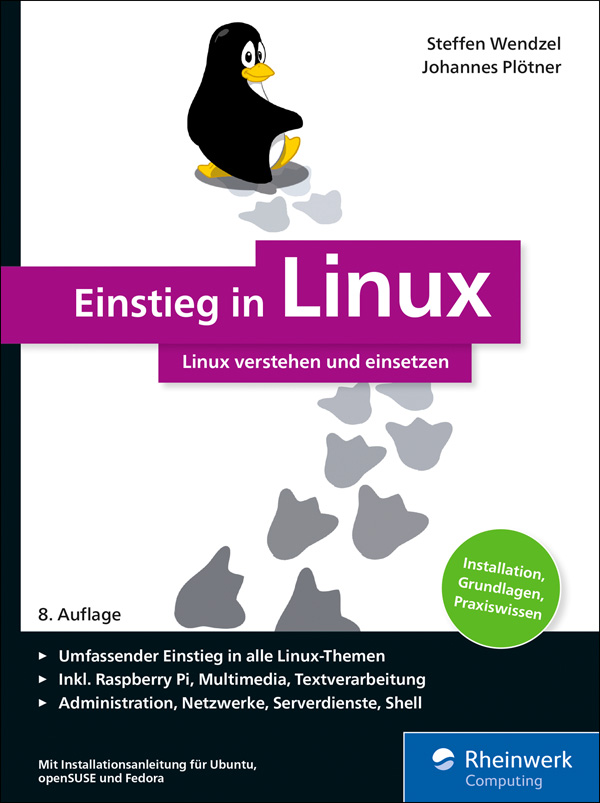 Steffen Wendzel
Johannes Plötner
Einstieg in Linux
Linux verstehen und einsetzen
Installation,
Grundlagen,
Praxiswissen
8. Auflage
► Umfassender Einstieg in alle Linux-Themen
► Inkl. Raspberry Pi, Multimedia, Textverarbeitung
► Administration, Netzwerke, Serverdienste, Shell
Mit Installationsanleitung für Ubuntu,
openSUSE und Fedora
Rheinwerk
Computing